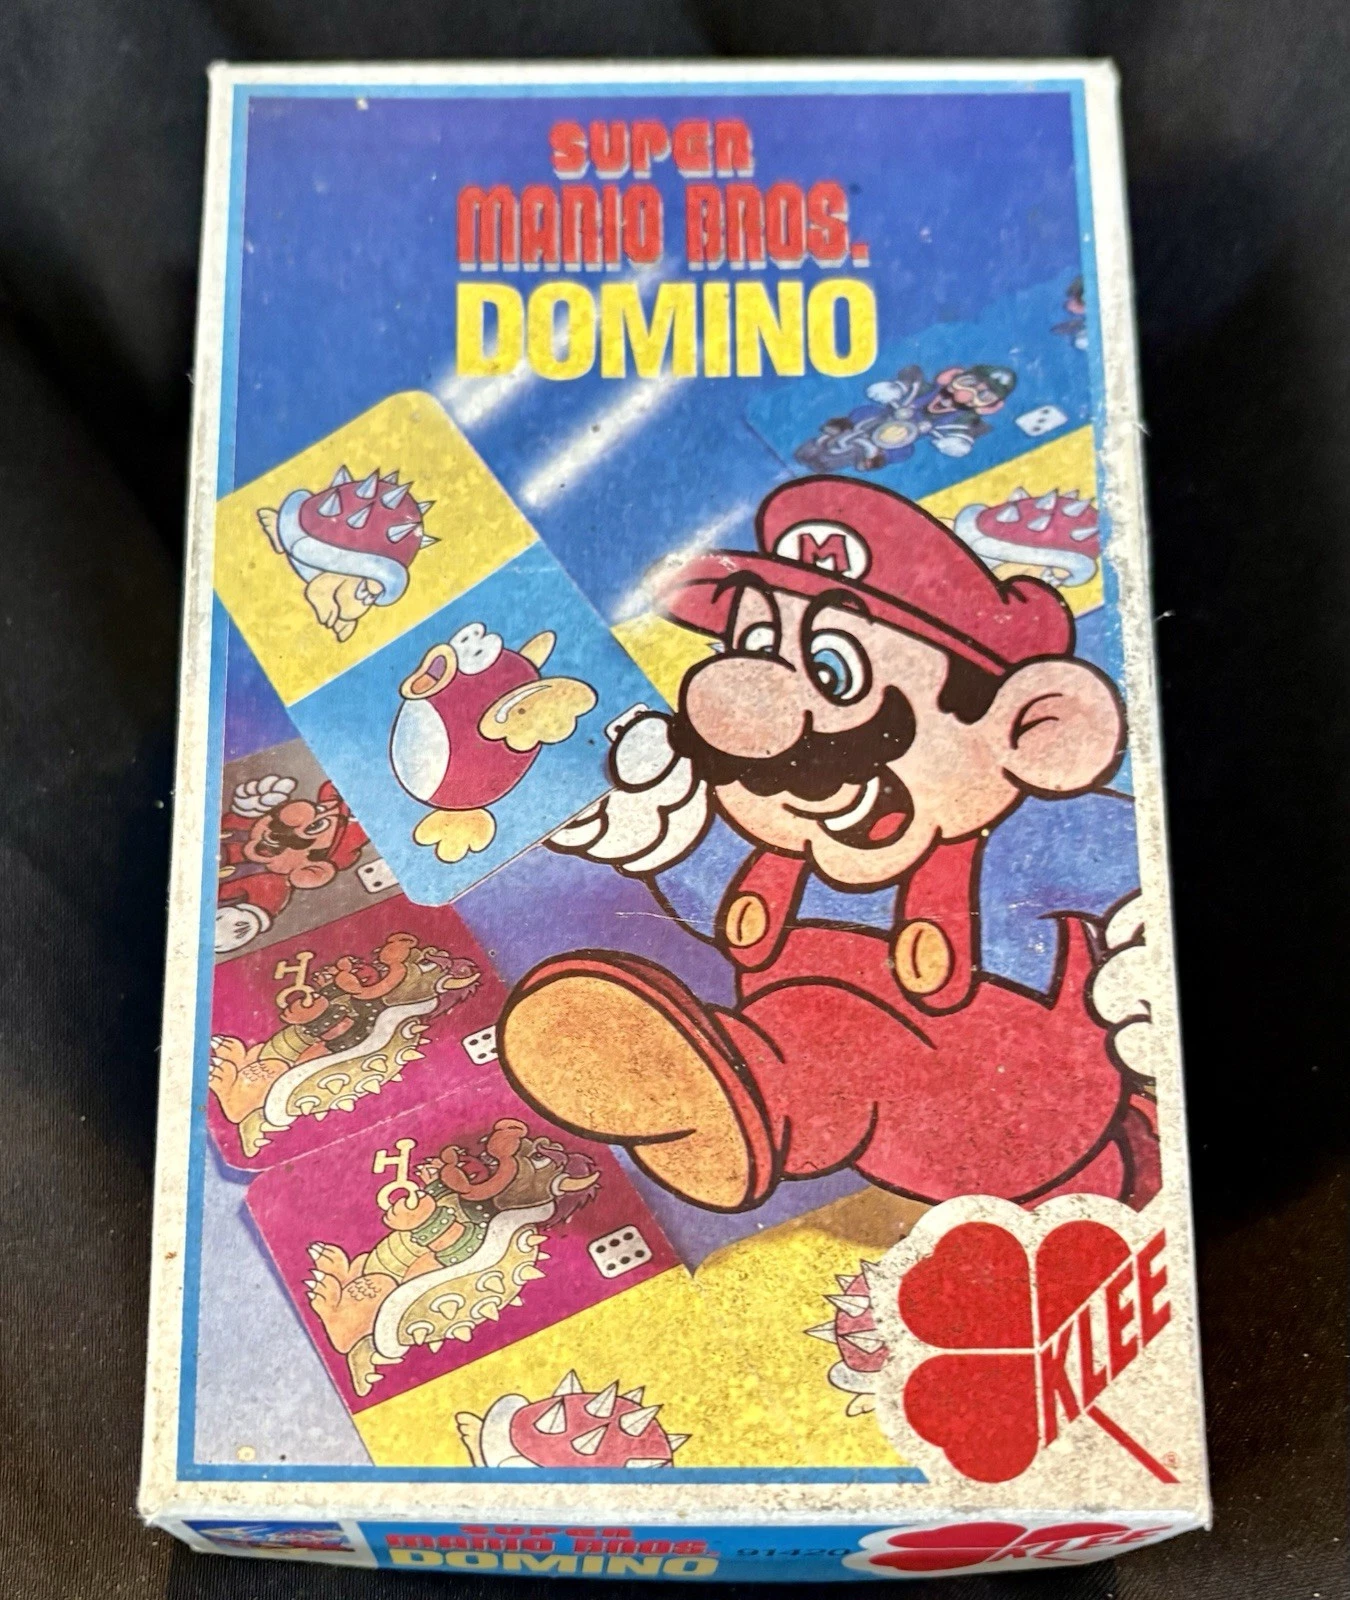 SUPER
MARIO BROS.
DOMINO
M
KLEE
®
SUPER
MARIO BROS.
DOMINO
91420
KLEE